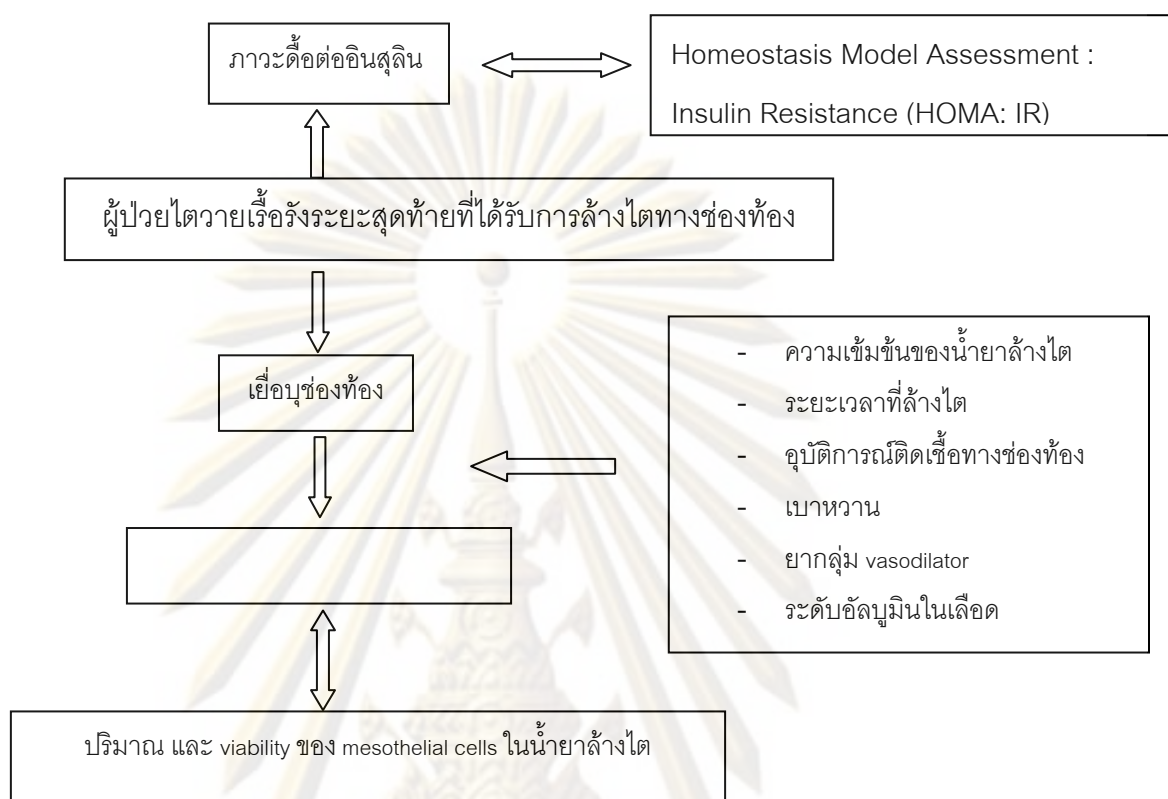 ภาวะดื้อต่ออินสุลิน
Homeostasis Model Assessment :
Insulin Resistance (HOMA: IR)
ผู้ป่วยไตวายเรื้อรังระยะสุดท้ายที่ได้รับการล้างไตทางช่องท้อง
เยื่อบุช่องท้อง
- ความเข้มข้นของน้ำยาล้างไต
- ระยะเวลาที่ล้างไต
- อุบัติการณ์ติดเชื้อทางช่องท้อง
- เบาหวาน
- ยากลุ่ม vasodilator
- ระดับอัลบูมินในเลือด
ปริมาณ และ viability ของ mesothelial cells ในน้ำยาล้างไต